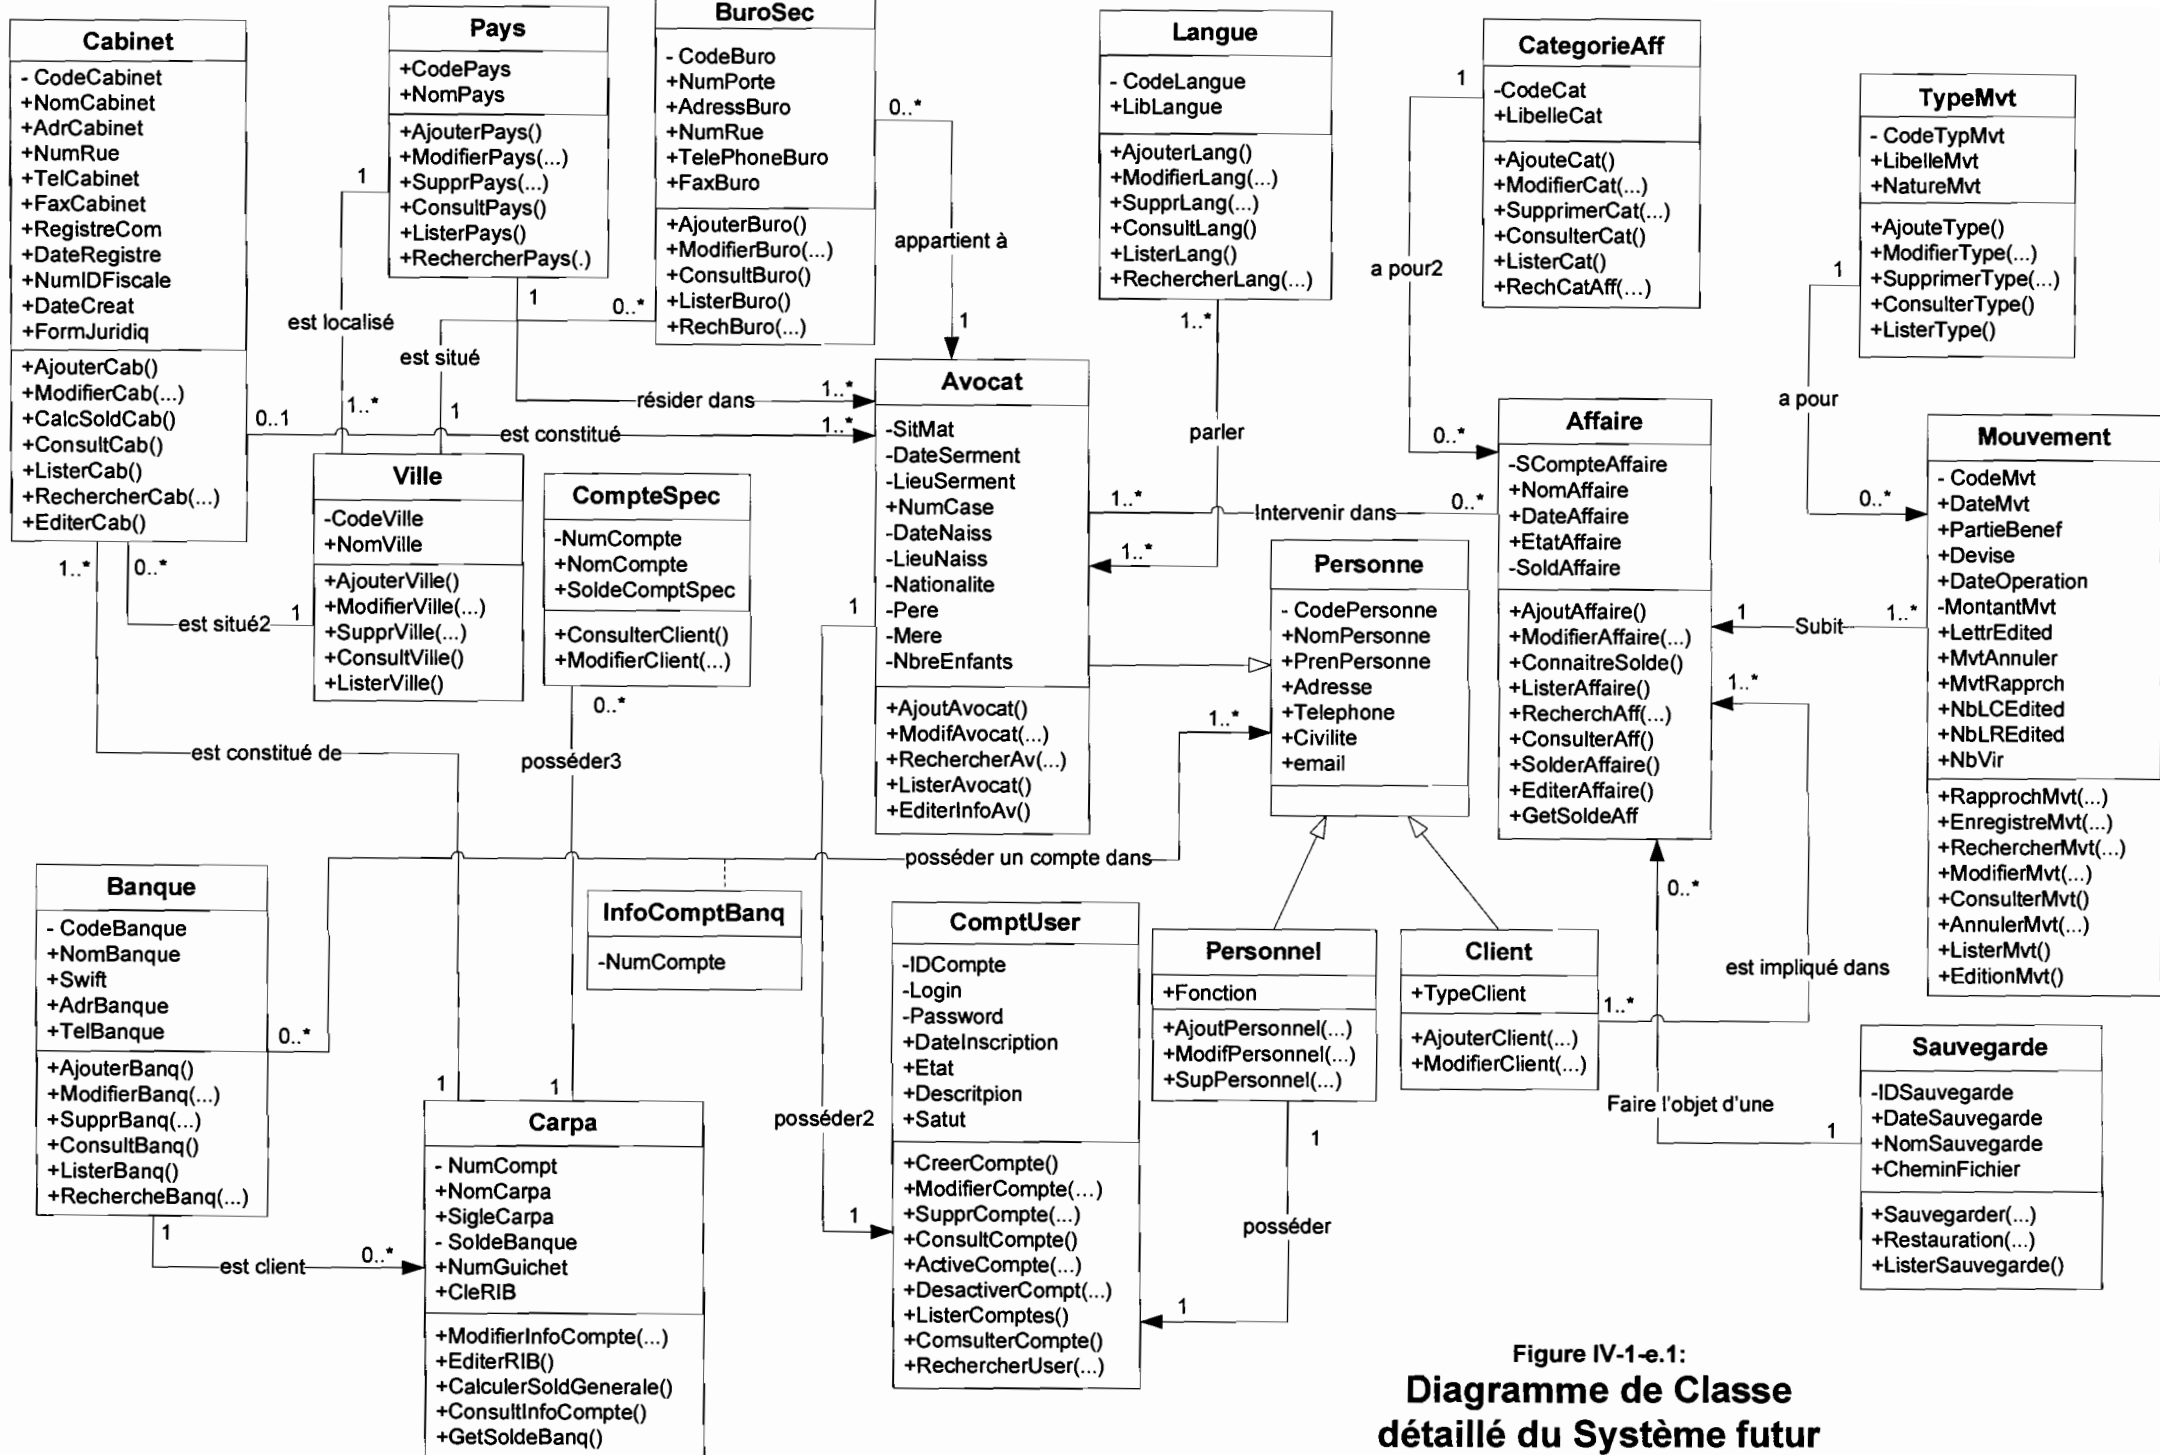 Cabinet
- CodeCabinet
+NomCabinet
+AdrCabinet
+NumRue
+TelCabinet
+FaxCabinet
+RegistreCom
+DateRegistre
+NumIDFiscale
+DateCreat
+FormJuridiq
+AjouterCab()
+ModifierCab(...)
+CalcSoldCab()
+ConsultCab()
+ListerCab()
+RechercherCab(...)
+EditerCab()
Pays
+CodePays
+NomPays
+AjouterPays()
+ModifierPays(...)
+SupprPays(...)
+ConsultPays()
+ListerPays()
+RechercherPays(.)
BuroSec
- CodeBuro
+NumPorte
+AdressBuro
+NumRue
+TelePhoneBuro
+FaxBuro
+AjouterBuro()
+ModifierBuro(...)
+ConsultBuro()
+ListerBuro()
+RechBuro(...)
Langue
- CodeLangue
+LibLangue
+AjouterLang()
+ModifierLang(...)
+SupprLang(...)
+ConsultLang()
+ListerLang()
+RechercherLang(...)
CategorieAff
-CodeCat
+LibelleCat
+AjouteCat()
+ModifierCat(...)
+SupprimerCat(...)
+ConsulterCat()
+ListerCat()
+RechCatAff(...)
TypeMvt
- CodeTypMvt
+LibelleMvt
+NatureMvt
+AjouteType()
+ModifierType(...)
+SupprimerType(...)
+ConsulterType()
+ListerType()
1
est localisé
1..*
0..*
est situé
1
1
résider dans
1..*
0..*
appartient à
1
0..1
est constitué
1..*
1..*
parler
1..*
1
a pour2
0..*
1
a pour
0..*
Ville
-CodeVille
+NomVille
+AjouterVille()
+ModifierVille(...)
+SupprVille(...)
+ConsultVille()
+ListerVille()
CompteSpec
-NumCompte
+NomCompte
+SoldeComptSpec
+ConsulterClient()
+ModifierClient(...)
Avocat
-SitMat
-DateSerment
-LieuSerment
+NumCase
-DateNaiss
-LieuNaiss
-Nationalite
-Pere
-Mere
-NbreEnfants
+AjoutAvocat()
+ModifAvocat(...)
+RechercherAv(...)
+ListerAvocat()
+EditerInfoAv()
1..*
Intervenir dans
0..*
Personne
- CodePersonne
+NomPersonne
+PrenPersonne
+Adresse
+Telephone
+Civilite
+email
Affaire
-SCompteAffaire
+NomAffaire
+DateAffaire
+EtatAffaire
-SoldAffaire
+AjoutAffaire()
+ModifierAffaire(...)
+ConnaitreSolde()
+ListerAffaire()
+RecherchAff(...)
+ConsulterAff()
+SolderAffaire()
+EditerAffaire()
+GetSoldeAff
Mouvement
- CodeMvt
+DateMvt
+PartieBenef
+Devise
+DateOperation
-MontantMvt
+LettrEdited
+MvtAnnuler
+MvtRapprch
+NbLCEdited
+NbLREdited
+NbVir
+RapprochMvt(...)
+EnregistreMvt(...)
+RechercherMvt(...)
+ModifierMvt(...)
+ConsulterMvt()
+AnnulerMvt(...)
+ListerMvt()
+EditionMvt()
1
Subit
1..*
0..*
est situé2
1
1..*
est constitué de
1
0..*
posséder3
1
1
posséder2
1
0..*
posséder un compte dans
1..*
1..*
est impliqué dans
1..*
0..*
Faire l'objet d'une
1
Banque
- CodeBanque
+NomBanque
+Swift
+AdrBanque
+TelBanque
+AjouterBanq()
+ModifierBanq(...)
+SupprBanq(...)
+ConsultBanq()
+ListerBanq()
+RechercheBanq(...)
InfoComptBanq
-NumCompte
ComptUser
-IDCompte
-Login
-Password
+DateInscription
+Etat
+Descritpion
+Satut
+CreerCompte()
+ModifierCompte(...)
+SupprCompte(...)
+ConsultCompte()
+ActiveCompte(...)
+DesactiverCompt(...)
+ListerComptes()
+ComsulterCompte()
+RechercherUser(...)
Personnel
+Fonction
+AjoutPersonnel(...)
+ModifPersonnel(...)
+SupPersonnel(...)
Client
+TypeClient
+AjouterClient(...)
+ModifierClient(...)
Sauvegarde
-IDSauvegarde
+DateSauvegarde
+NomSauvegarde
+CheminFichier
+Sauvegarder(...)
+Restauration(...)
+ListerSauvegarde()
Carpa
- NumCompt
+NomCarpa
+SigleCarpa
- SoldeBanque
+NumGuichet
+CleRIB
+ModifierInfoCompte(...)
+EditerRIB()
+CalculerSoldGenerale()
+ConsultInfoCompte()
+GetSoldeBanq()
1
est client
0..*
1
posséder
1
Figure IV-1-e.1:
Diagramme de Classe
détaillé du Système futur